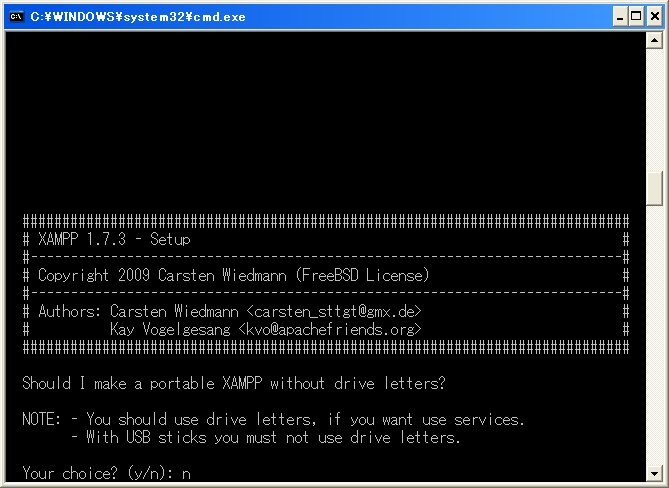 C:¥WINDOWS¥system32¥cmd.exe
###############################################################################
# XAMPP 1.7.3 - Setup                                                         #
#-----------------------------------------------------------------------------#
# Copyright 2009 Carsten Wiedmann (FreeBSD License)                           #
#-----------------------------------------------------------------------------#
# Authors: Carsten Wiedmann <carsten_sttgt@gmx.de>                            #
#          Kay Vogelgesang <kvo@apachefriends.org>                            #
###############################################################################
Should I make a portable XAMPP without drive letters?
NOTE: - You should use drive letters, if you want use services.
      - With USB sticks you must not use drive letters.
Your choice? (y/n): n